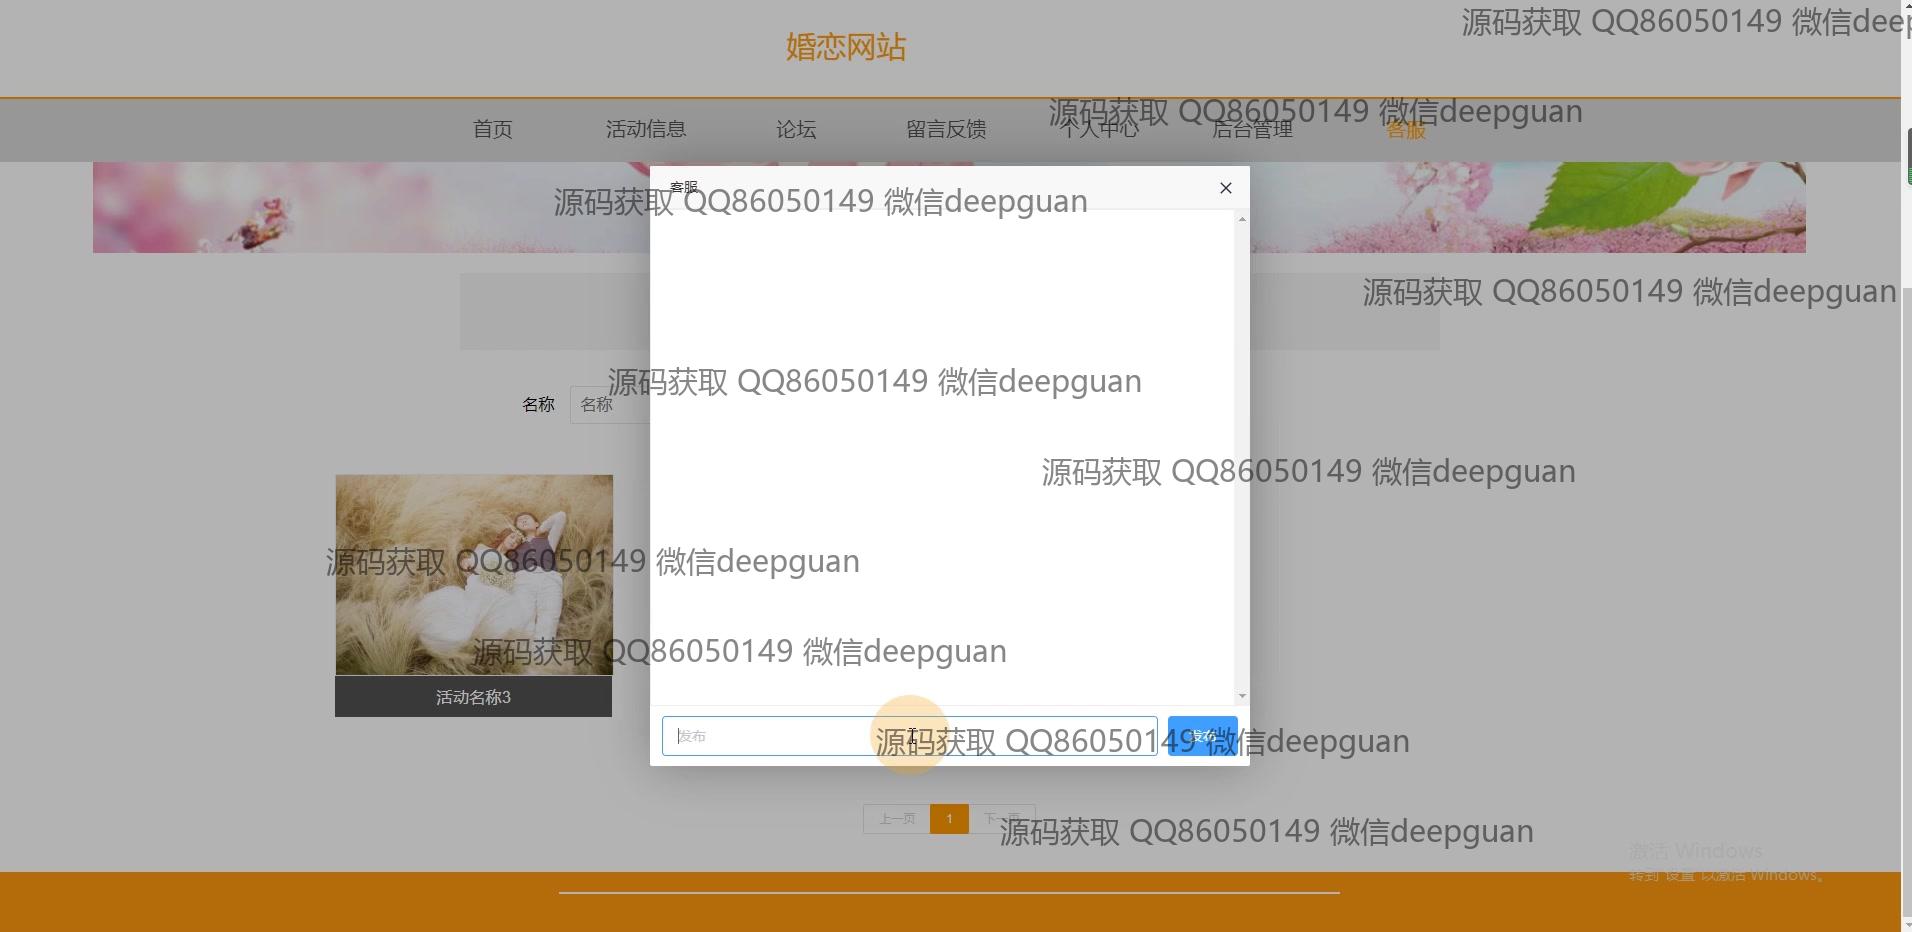 源码获取 QQ86050149 微信deep
婚恋网站
源码获取 QQ86050149 微信deepguan
首页
活动信息
论坛
留言反馈
个人中心
后台管理
客服
客服
源码获取 QQ86050149 微信deepguan
源码获取 QQ86050149 微信deepguan
源码获取 QQ86050149 微信deepguan
名称
名称
源码获取 QQ86050149 微信deepguan
源码获取 QQ86050149 微信deepguan
源码获取 QQ86050149 微信deepguan
活动名称3
发布
发布
源码获取 QQ86050149 微信deepguan
上一页
1
下一页
源码获取 QQ86050149 微信deepguan
激活 Windows
转到"设置"以激活 Windows。